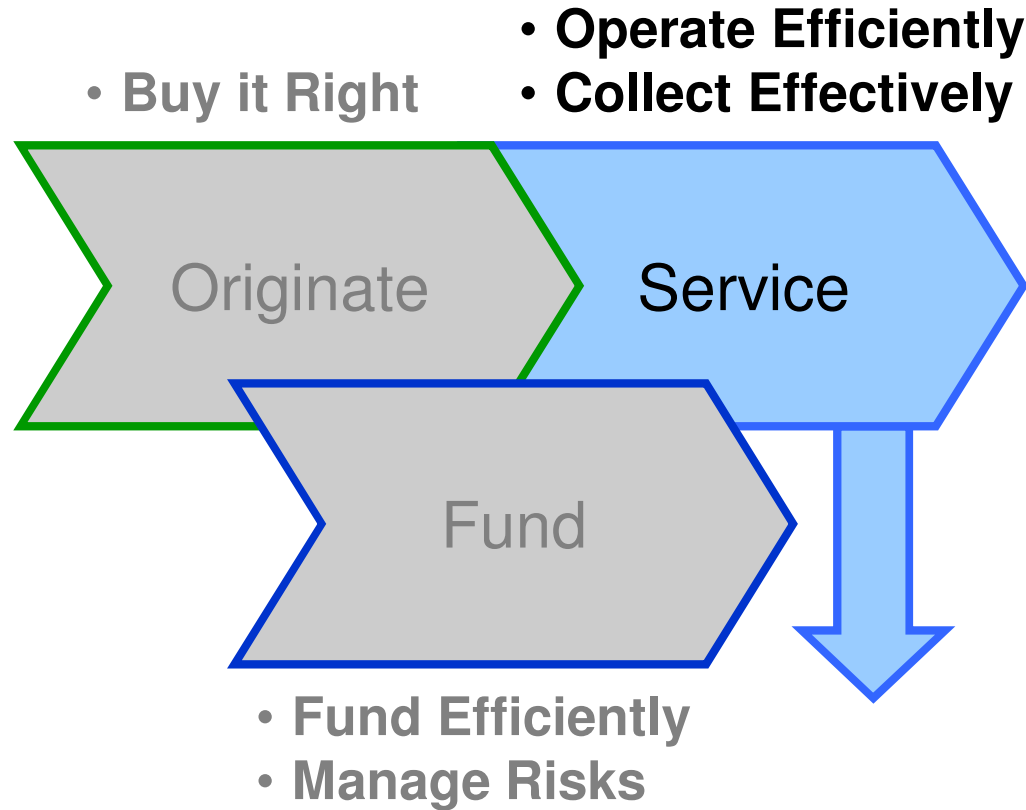 • Operate Efficiently
• Buy it Right
• Collect Effectively
Originate
Service
Fund
• Fund Efficiently
• Manage Risks